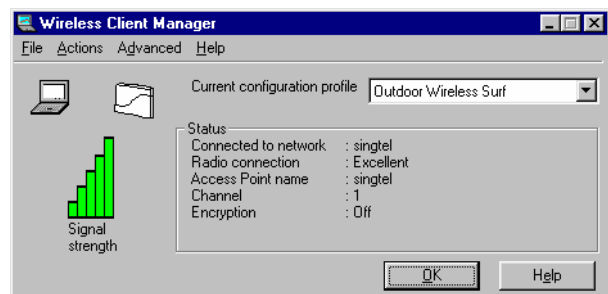 Wireless Client Manager
File Actions Advanced Help
Current configuration profile Outdoor Wireless Surf
Status
Connected to network : singtel
Radio connection : Excellent
Access Point name : singtel
Channel : 1
Encryption : Off
Signal
strength
OK Help